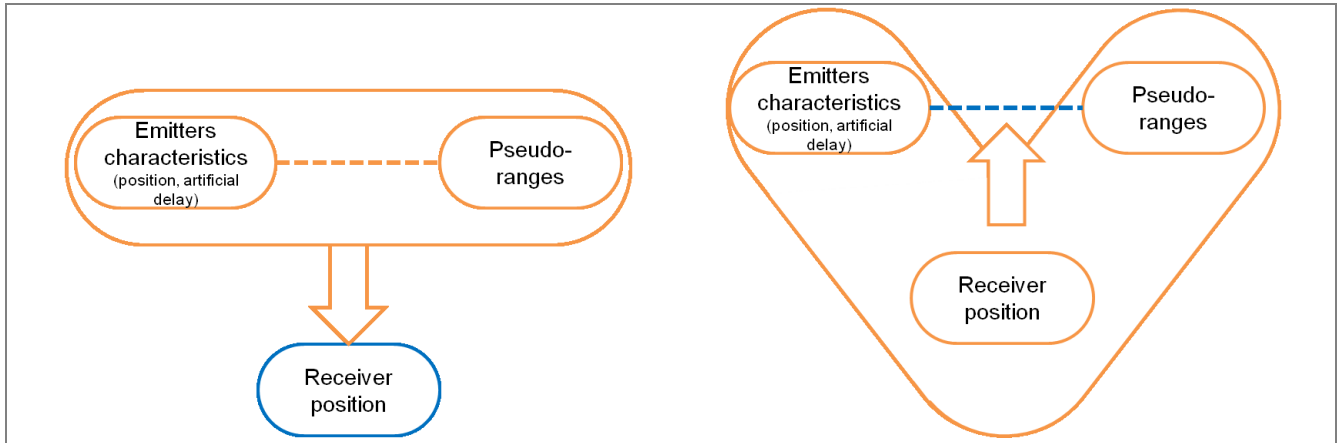 Emitters
characteristics
(position, artificial
delay)
Pseudo-
ranges
Receiver
position
Emitters
characteristics
(position, artificial
delay)
Pseudo-
ranges
Receiver
position